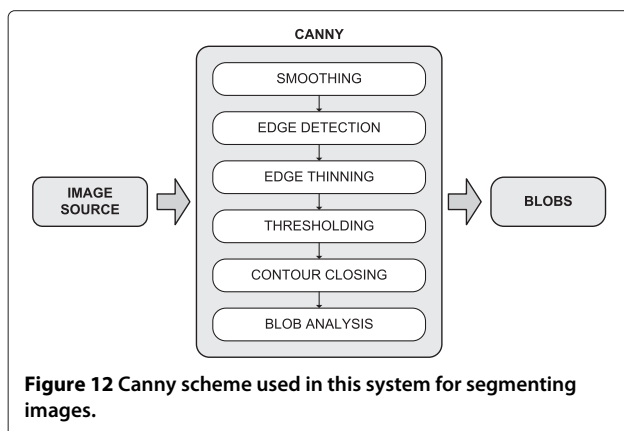 CANNY
SMOOTHING
EDGE DETECTION
EDGE THINNING
THRESHOLDING
CONTOUR CLOSING
BLOB ANALYSIS
IMAGE
SOURCE
BLOBS
Figure 12 Canny scheme used in this system for segmenting
images.